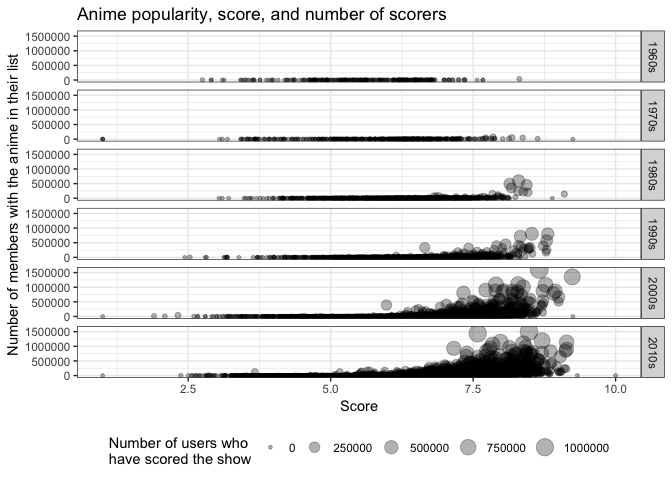 Anime popularity, score, and number of scorers
Number of members with the anime in their list
1500000
1000000
500000
0
1960s
1500000
1000000
500000
0
1970s
1500000
1000000
500000
0
1980s
1500000
1000000
500000
0
1990s
1500000
1000000
500000
0
2000s
1500000
1000000
500000
0
2010s
2.5 5.0 7.5 10.0
Score
Number of users who
have scored the show
0 250000 500000 750000 1000000